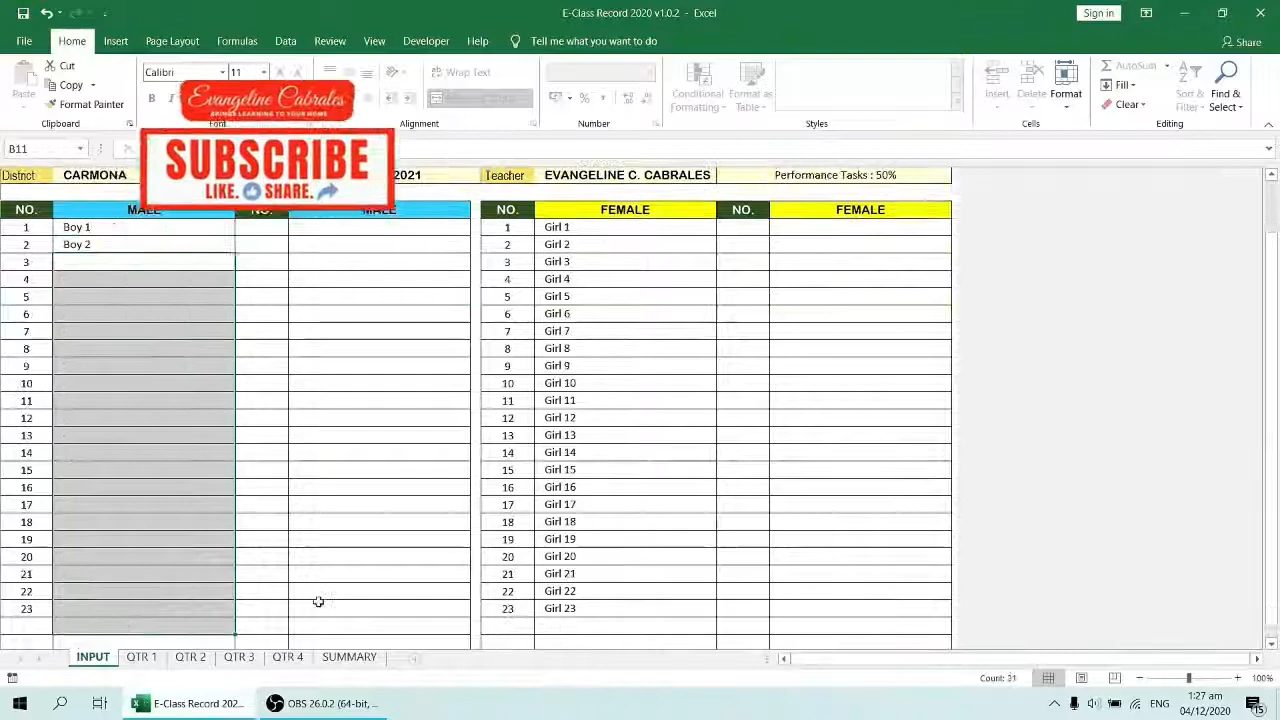 E-Class Record 2020 v1.0.2 - Excel
Sign in
File Home Insert Page Layout Formulas Data Review View Developer Help Tell me what you want to do Share
Paste Cut Copy Format Painter Clipboard
Calibri 11 B Font
Wrap Text Alignment
Number
Conditional Formatting Format as Table Styles
Insert Format Cells
AutoSum Fill Clear Sort Filter Find & Select Editing
Evangeline Cabrales
BRINGS LEARNING TO YOUR HOME
SUBSCRIBE
LIKE. SHARE.
B11
District CARMONA 2021 Teacher EVANGELINE C. CABRALES Performance Tasks : 50%
NO. MALE NO. MALE NO. FEMALE NO. FEMALE
1 Boy 1 1 Girl 1
2 Boy 2 2 Girl 2
3 3 Girl 3
4 4 Girl 4
5 5 Girl 5
6 6 Girl 6
7 7 Girl 7
8 8 Girl 8
9 9 Girl 9
10 10 Girl 10
11 11 Girl 11
12 12 Girl 12
13 13 Girl 13
14 14 Girl 14
15 15 Girl 15
16 16 Girl 16
17 17 Girl 17
18 18 Girl 18
19 19 Girl 19
20 20 Girl 20
21 21 Girl 21
22 22 Girl 22
23 23 Girl 23
INPUT QTR 1 QTR 2 QTR 3 QTR 4 SUMMARY
Count: 31 100%
E-Class Record 202... OBS 26.0.2 (64-bit, ... ENG 1:27 am
04/12/2020 15